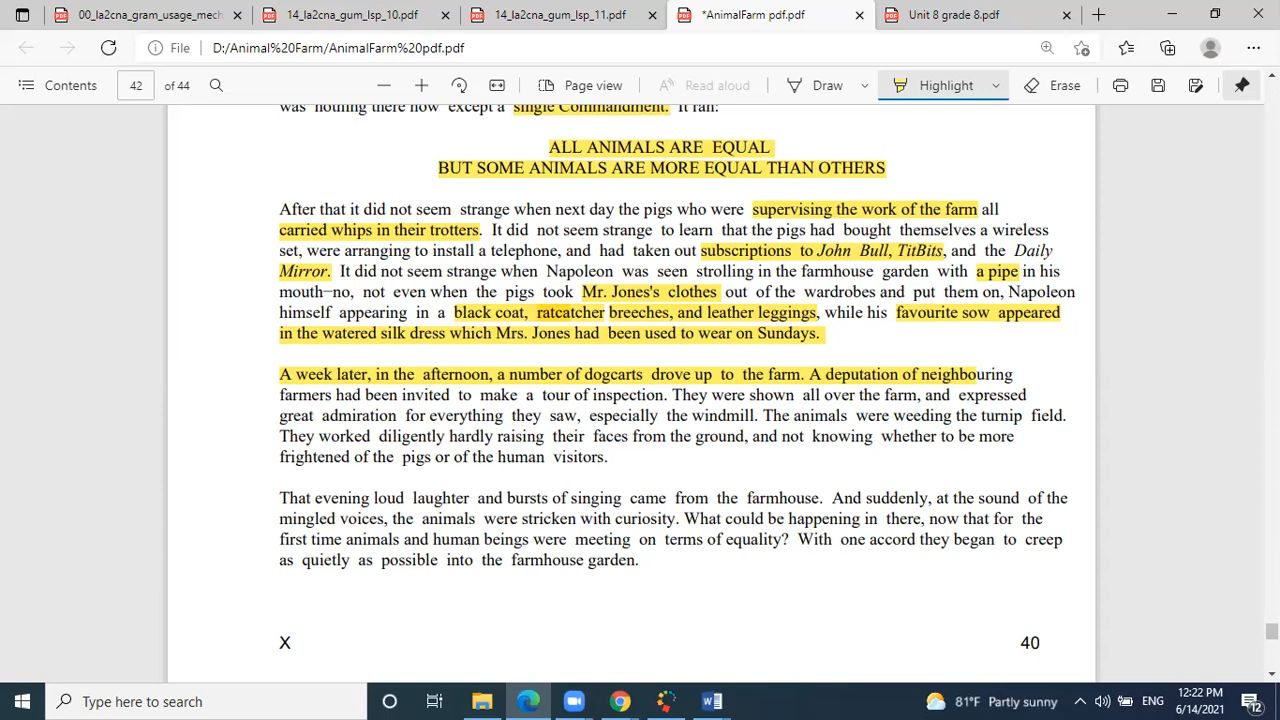 00_la2cna_gram_usage_mech
14_la2cna_gum_lsp_10.pdf
14_la2cna_gum_lsp_11.pdf
*AnimalFarm pdf.pdf
Unit 8 grade 8.pdf
File D:/Animal%20Farm/AnimalFarm%20pdf.pdf
Contents 42 of 44 Page view Read aloud Draw Highlight Erase
was nothing there now except a single Commandment. It ran:
ALL ANIMALS ARE EQUAL
BUT SOME ANIMALS ARE MORE EQUAL THAN OTHERS
After that it did not seem strange when next day the pigs who were supervising the work of the farm all
carried whips in their trotters. It did not seem strange to learn that the pigs had bought themselves a wireless
set, were arranging to install a telephone, and had taken out subscriptions to John Bull, TitBits, and the Daily
Mirror. It did not seem strange when Napoleon was seen strolling in the farmhouse garden with a pipe in his
mouth−no, not even when the pigs took Mr. Jones's clothes out of the wardrobes and put them on, Napoleon
himself appearing in a black coat, ratcatcher breeches, and leather leggings, while his favourite sow appeared
in the watered silk dress which Mrs. Jones had been used to wear on Sundays.
A week later, in the afternoon, a number of dogcarts drove up to the farm. A deputation of neighbouring
farmers had been invited to make a tour of inspection. They were shown all over the farm, and expressed
great admiration for everything they saw, especially the windmill. The animals were weeding the turnip field.
They worked diligently hardly raising their faces from the ground, and not knowing whether to be more
frightened of the pigs or of the human visitors.
That evening loud laughter and bursts of singing came from the farmhouse. And suddenly, at the sound of the
mingled voices, the animals were stricken with curiosity. What could be happening in there, now that for the
first time animals and human beings were meeting on terms of equality? With one accord they began to creep
as quietly as possible into the farmhouse garden.
X 40
Type here to search
81°F Partly sunny
ENG
12:22 PM
6/14/2021
12